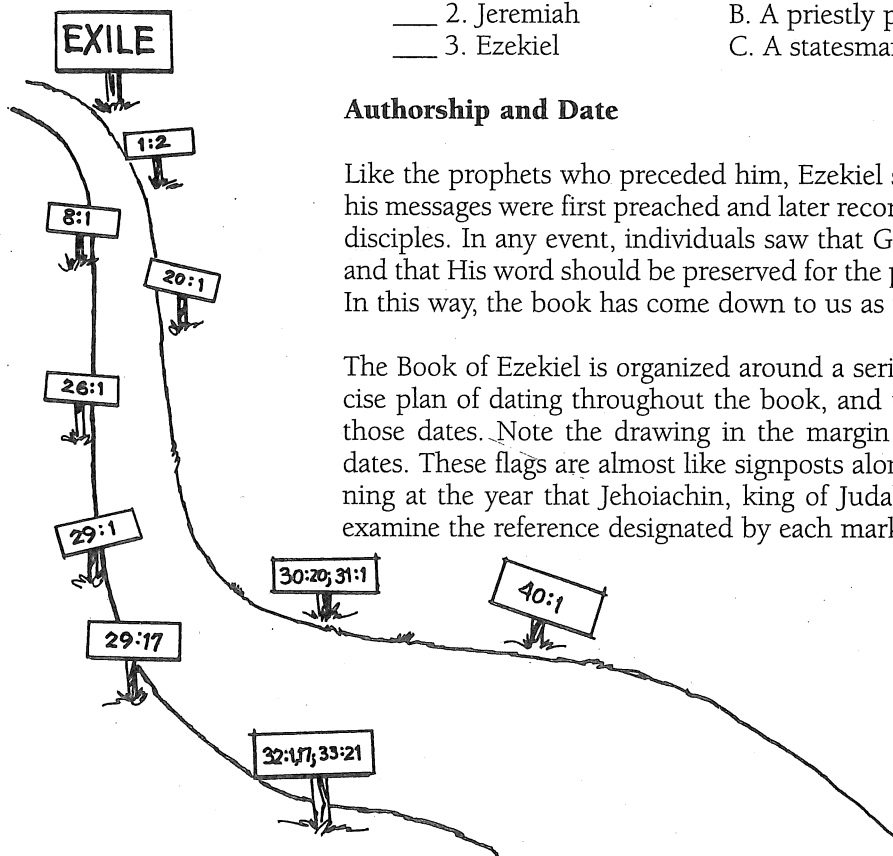 EXILE
1:2
8:1
20:1
26:1
29:1
29:17
30:20; 31:1
40:1
32:1,17; 33:21
___ 2. Jeremiah B. A priestly
___ 3. Ezekiel C. A
Authorship and Date
Like the prophets who preceded him, Ezekiel
his messages were first preached and later
disciples. In any event, individuals saw that
and that His word should be preserved for the
In this way, the book has come down to us as
The Book of Ezekiel is organized around a
cise plan of dating throughout the book, and
those dates. Note the drawing in the margin
dates. These flags are almost like signposts
ning at the year that Jehoiachin, king of
examine the reference designated by each